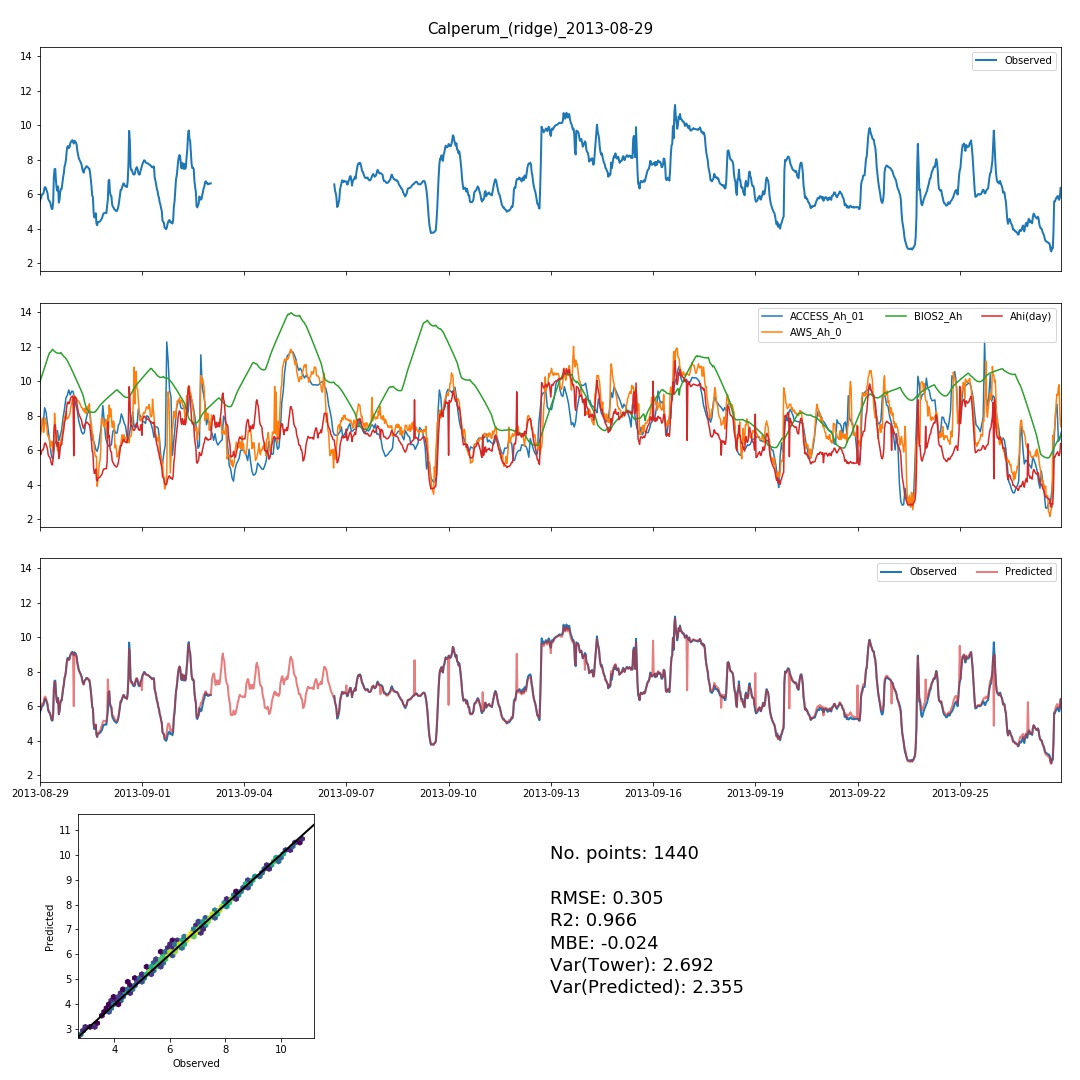 Calperum_(ridge)_2013-08-29
14
12
10
8
6
4
2
Observed
14
12
10
8
6
4
2
ACCESS_Ah_01 BIOS2_Ah Ahi(day)
AWS_Ah_0
14
12
10
8
6
4
2
Observed Predicted
2013-08-29 2013-09-01 2013-09-04 2013-09-07 2013-09-10 2013-09-13 2013-09-16 2013-09-19 2013-09-22 2013-09-25
11
10
9
8
7
6
5
4
3
Predicted
4 6 8 10
Observed
No. points: 1440
RMSE: 0.305
R2: 0.966
MBE: -0.024
Var(Tower): 2.692
Var(Predicted): 2.355